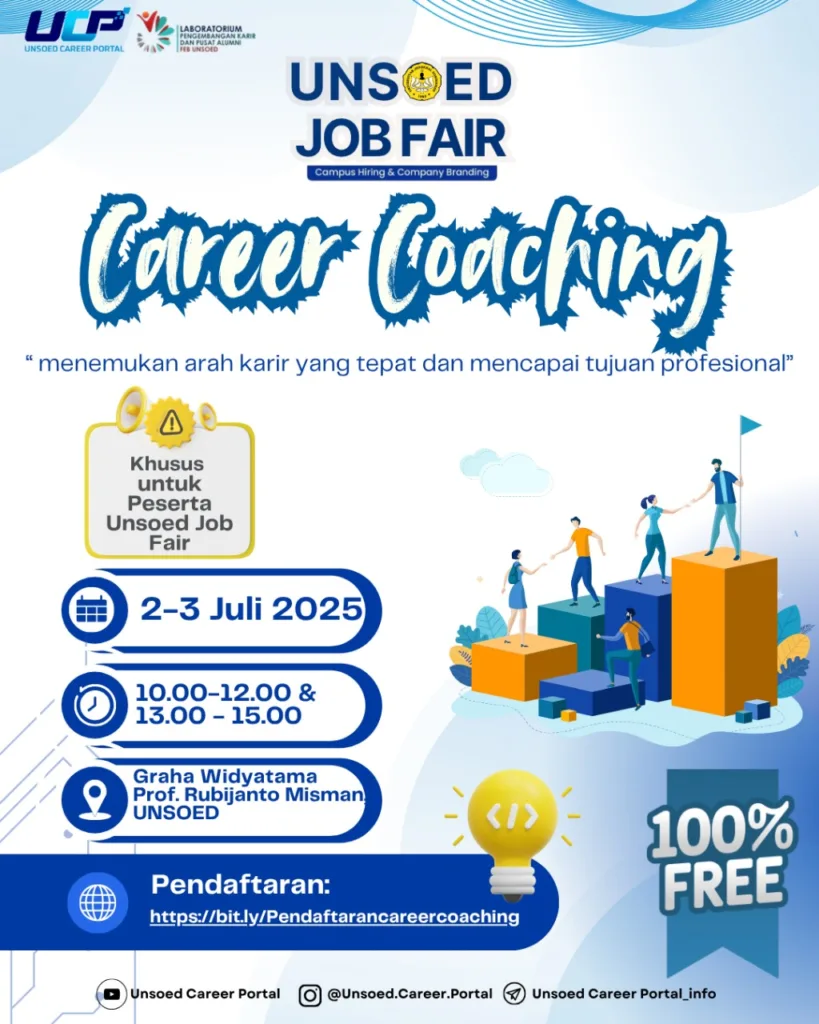 UCP
UNSOED CAREER PORTAL
LABORATORIUM
PENGEMBANGAN KARIR
DAN PUSAT ALUMNI
FEB UNSOED
UNSOED
JOB FAIR
Campus Hiring & Company Branding
Career Coaching
“ menemukan arah karir yang tepat dan mencapai tujuan profesional”
Khusus
untuk
Peserta
Unsoed Job
Fair
2-3 Juli 2025
10.00-12.00 &
13.00 - 15.00
Graha Widyatama
Prof. Rubijanto Misman,
UNSOED
</>
100%
FREE
Pendaftaran:
https://bit.ly/Pendaftarancareercoaching
Unsoed Career Portal @Unsoed.Career.Portal Unsoed Career Portal_info